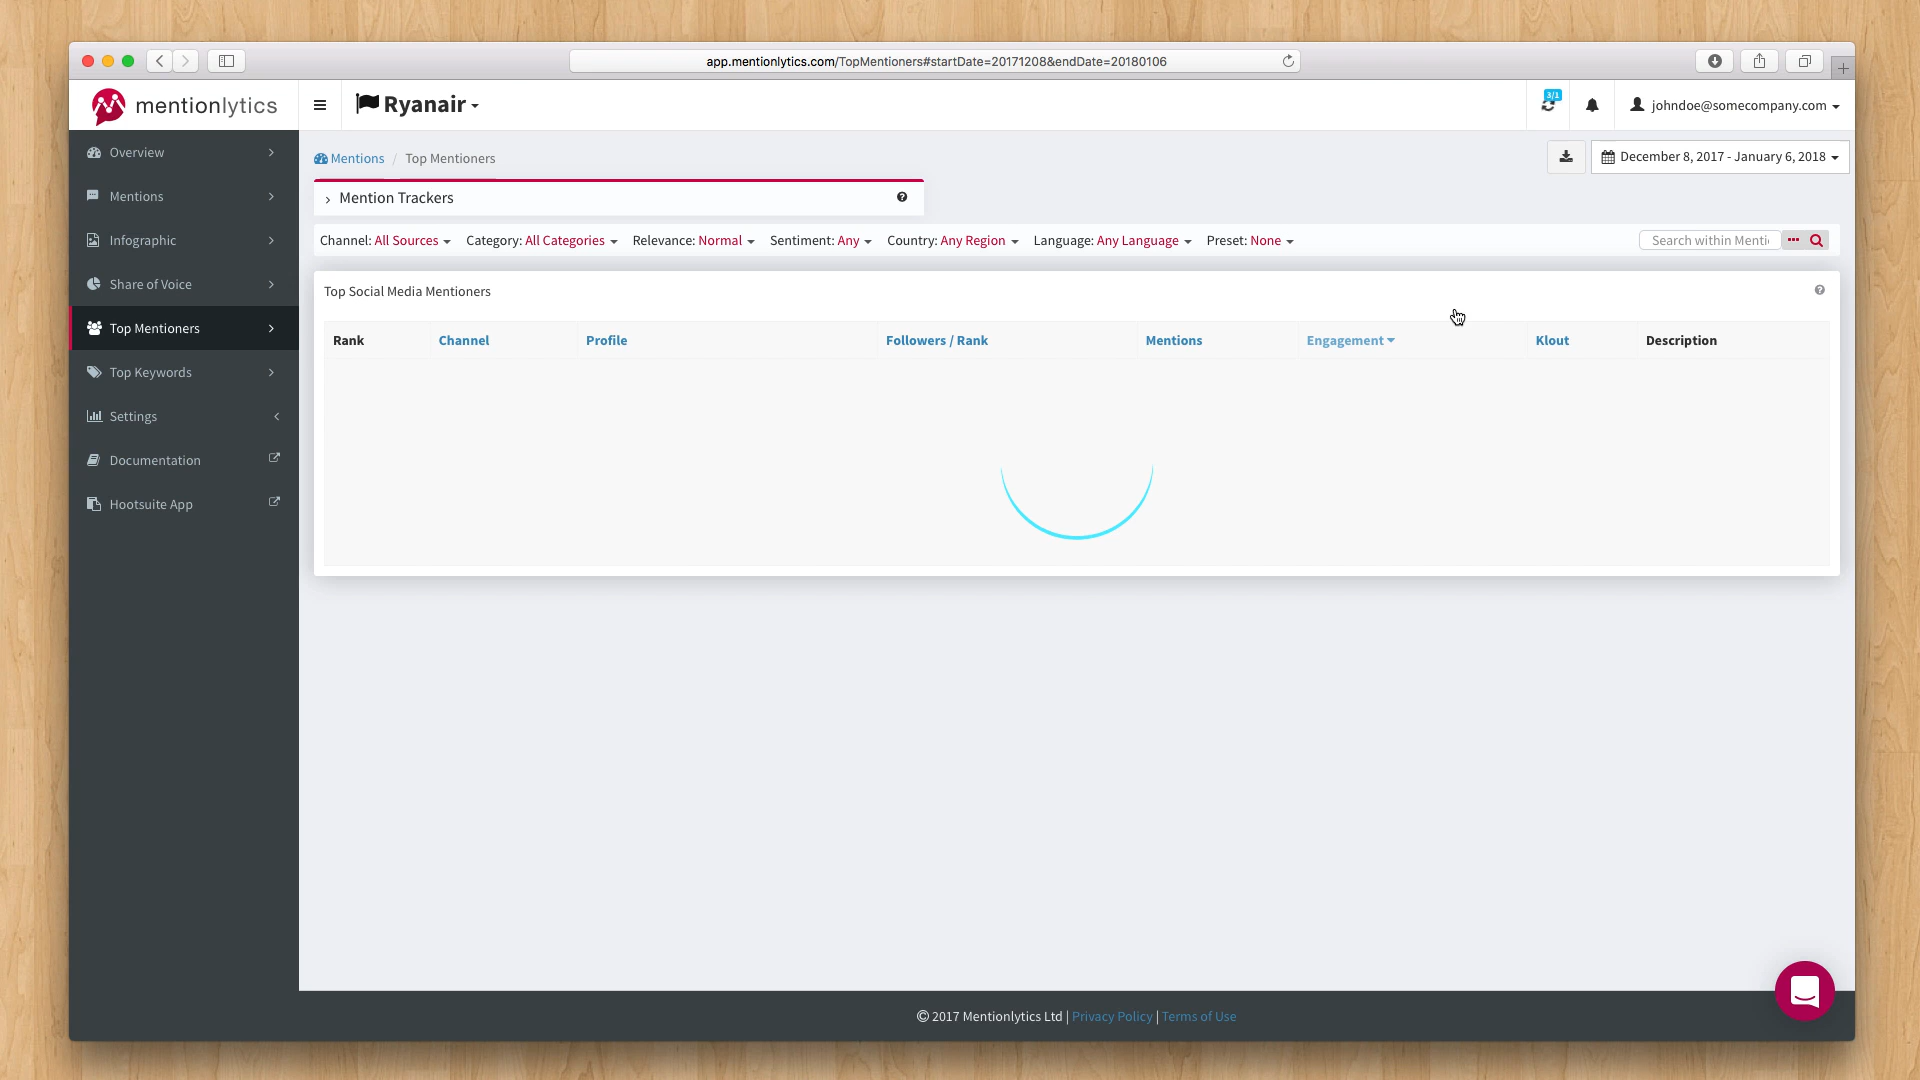 app.mentionlytics.com/TopMentioners#startDate=20171208&endDate=20180106
mentionlytics
Ryanair
3/1
johndoe@somecompany.com
Overview
Mentions
Infographic
Share of Voice
Top Mentioners
Top Keywords
Settings
Documentation
Hootsuite App
Mentions / Top Mentioners
December 8, 2017 - January 6, 2018
Mention Trackers
Channel: All Sources Category: All Categories Relevance: Normal Sentiment: Any Country: Any Region Language: Any Language Preset: None
Search within Menti
Top Social Media Mentioners
Rank Channel Profile Followers / Rank Mentions Engagement Klout Description
© 2017 Mentionlytics Ltd | Privacy Policy | Terms of Use